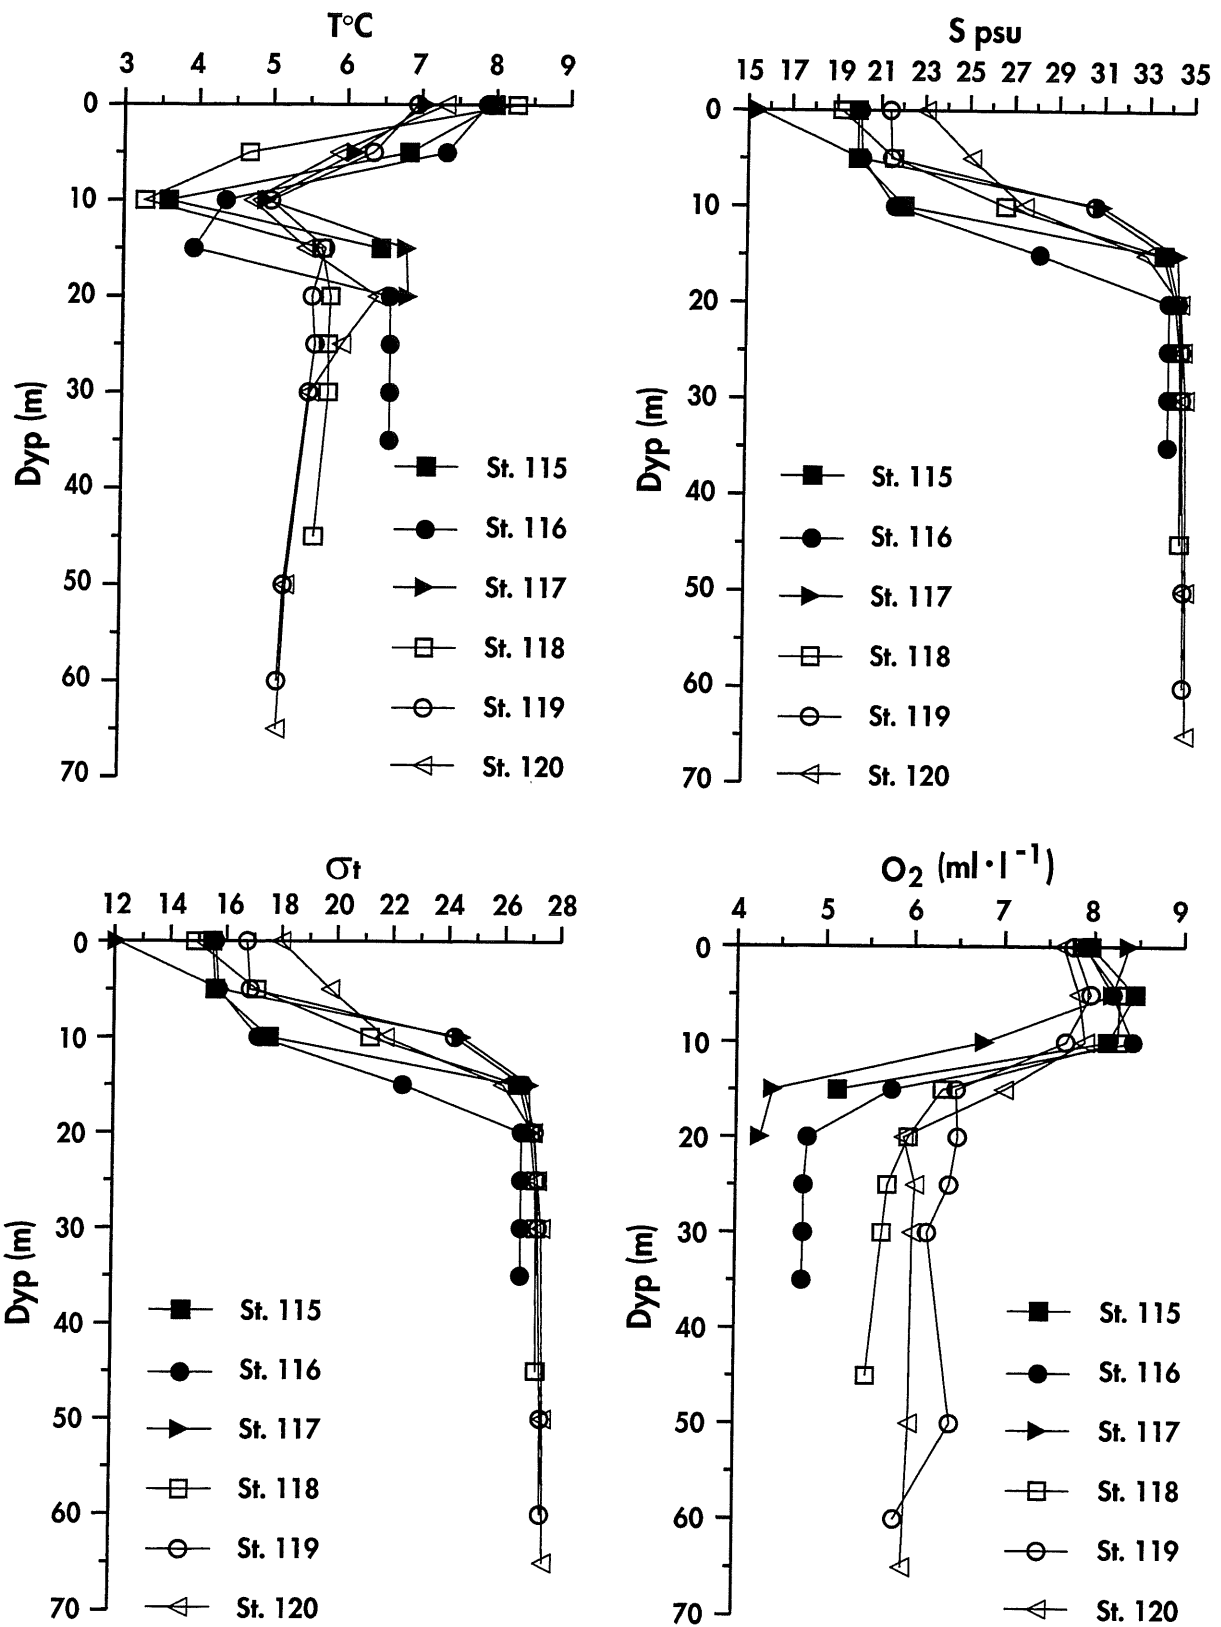 T°C
3 4 5 6 7 8 9
0
10
20
30
40
50
60
70
Dyp (m)
St. 115
St. 116
St. 117
St. 118
St. 119
St. 120
S psu
15 17 19 21 23 25 27 29 31 33 35
0
10
20
30
40
50
60
70
Dyp (m)
St. 115
St. 116
St. 117
St. 118
St. 119
St. 120
σt
12 14 16 18 20 22 24 26 28
0
10
20
30
40
50
60
70
Dyp (m)
St. 115
St. 116
St. 117
St. 118
St. 119
St. 120
O₂ (ml·l⁻¹)
4 5 6 7 8 9
0
10
20
30
40
50
60
70
Dyp (m)
St. 115
St. 116
St. 117
St. 118
St. 119
St. 120